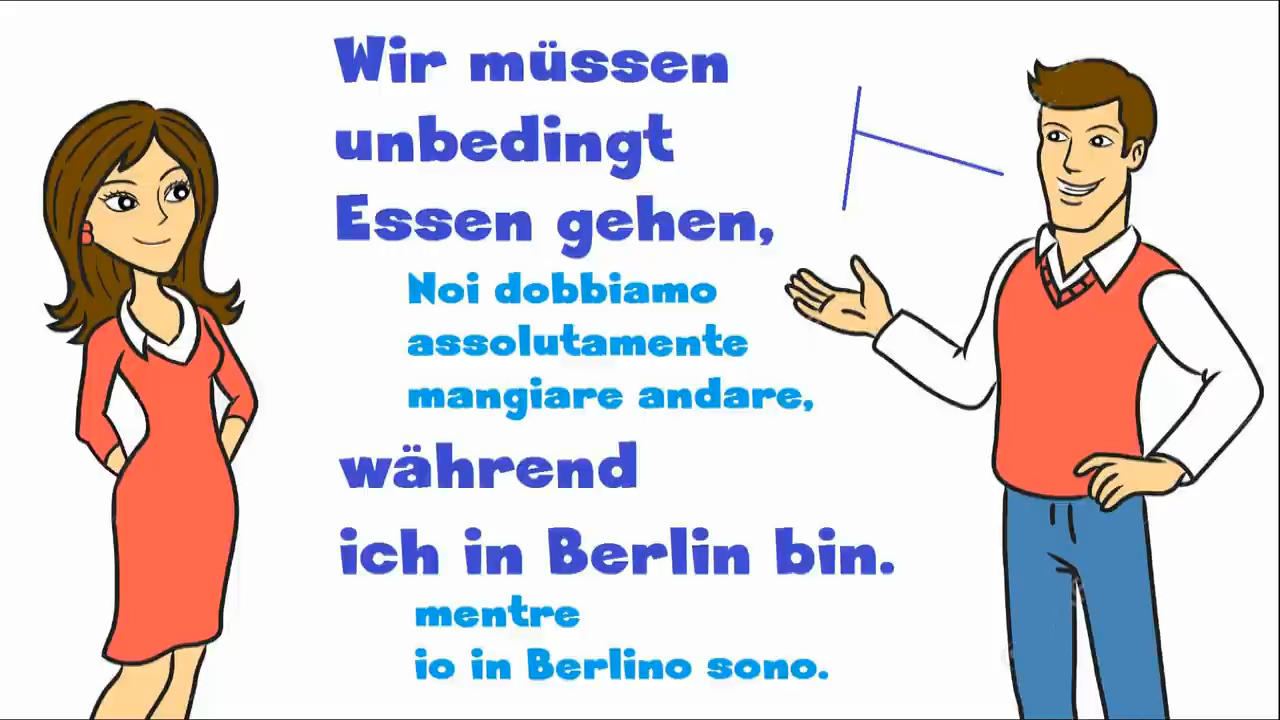 Wir müssen
unbedingt
Essen gehen,
Noi dobbiamo
assolutamente
mangiare andare,
während
ich in Berlin bin.
mentre
io in Berlino sono.